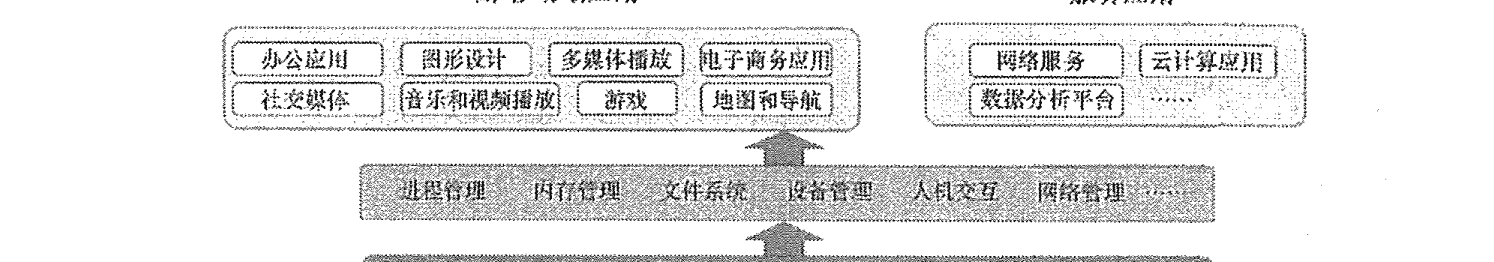 办公应用 图形设计 多媒体播放 电子商务应用
社交媒体 音乐和视频播放 游戏 地图和导航
网络服务 云计算应用
数据分析平台 ······
进程管理 内存管理 文件系统 设备管理 人机交互 网络管理 ······